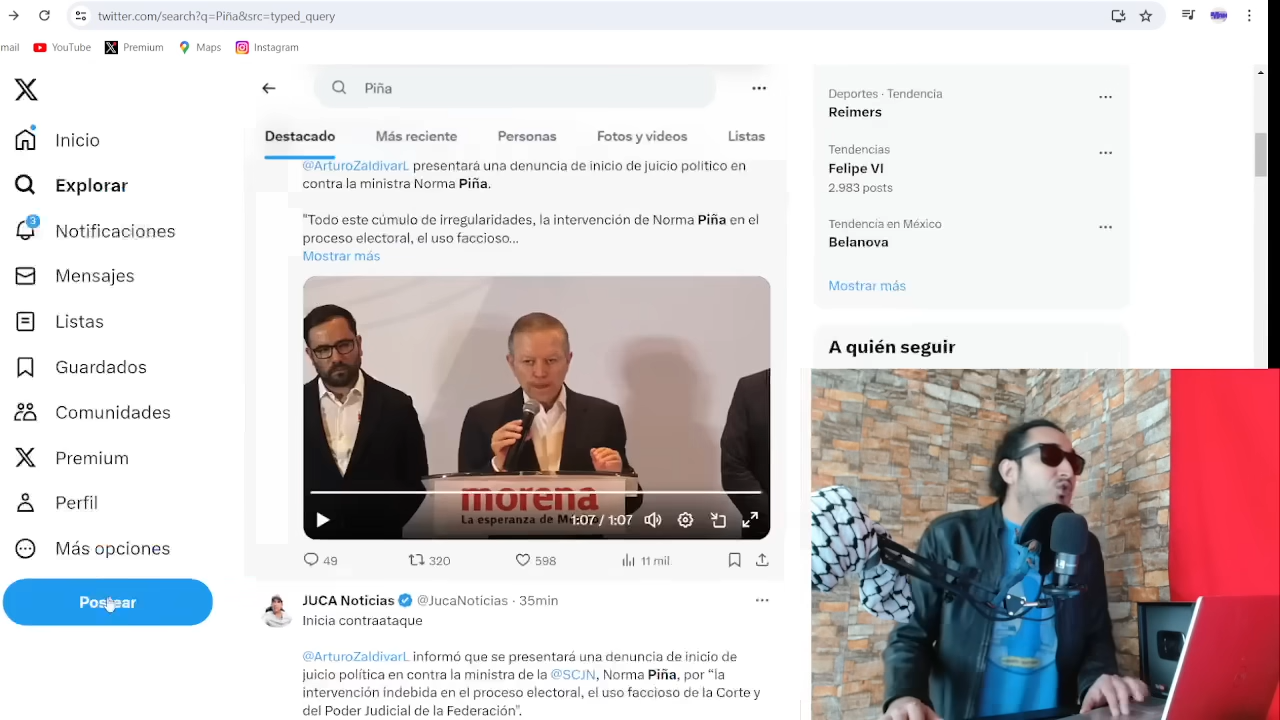 twitter.com/search?q=Piña&src=typed_query
mail
YouTube
Premium
Maps
Instagram
Inicio
Explorar
3
Notificaciones
Mensajes
Listas
Guardados
Comunidades
Premium
Perfil
Más opciones
Postear
Piña
Destacado
Más reciente
Personas
Fotos y videos
Listas
@ArturoZaldivarL presentará una denuncia de inicio de juicio político en
contra la ministra Norma Piña.
"Todo este cúmulo de irregularidades, la intervención de Norma Piña en el
proceso electoral, el uso faccioso...
Mostrar más
morena
La esperanza de
1:07 / 1:07
49
320
598
11 mil
JUCA Noticias @JucaNoticias · 35min
Inicia contraataque
@ArturoZaldivarL informó que se presentará una denuncia de inicio de
juicio política en contra la ministra de la @SCJN, Norma Piña, por “la
intervención indebida en el proceso electoral, el uso faccioso de la Corte y
del Poder Judicial de la Federación”.
Deportes · Tendencia
Reimers
Tendencias
Felipe VI
2.983 posts
Tendencia en México
Belanova
Mostrar más
A quién seguir